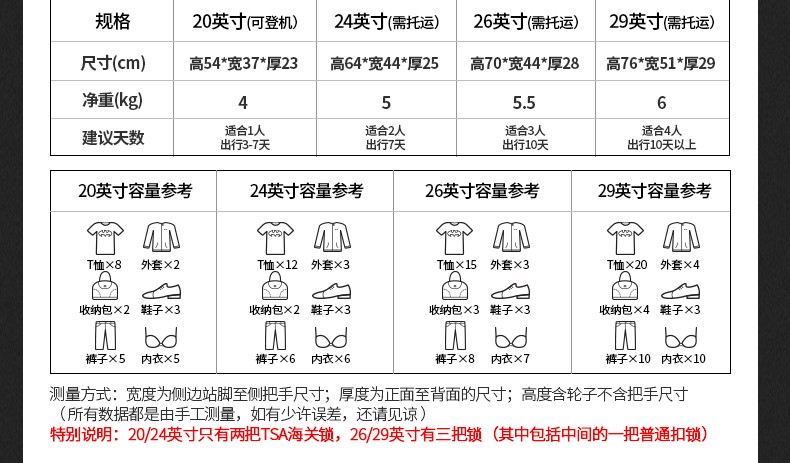 规格 20英寸(可登机） 24英寸(需托运） 26英寸(需托运） 29英寸(需托运）
尺寸(cm) 高54*宽37*厚23 高64*宽44*厚25 高70*宽44*厚28 高76*宽51*厚29
净重(kg) 4 5 5.5 6
建议天数 适合1人 适合2人 适合3人 适合4人
出行3-7天 出行7天 出行10天 出行10天以上
20英寸容量参考 24英寸容量参考 26英寸容量参考 29英寸容量参考
T恤×8 外套×2 T恤×12 外套×3 T恤×15 外套×3 T恤×20 外套×4
收纳包×2 鞋子×3 收纳包×2 鞋子×3 收纳包×3 鞋子×3 收纳包×4 鞋子×3
裤子×5 内衣×5 裤子×6 内衣×6 裤子×8 内衣×7 裤子×10 内衣×10
测量方式：宽度为侧边站脚至侧把手尺寸；厚度为正面至背面的尺寸；高度含轮子不含把手尺寸
（所有数据都是由手工测量，如有少许误差，还请见谅）
特别说明：20/24英寸只有两把TSA海关锁，26/29英寸有三把锁（其中包括中间的一把普通扣锁）